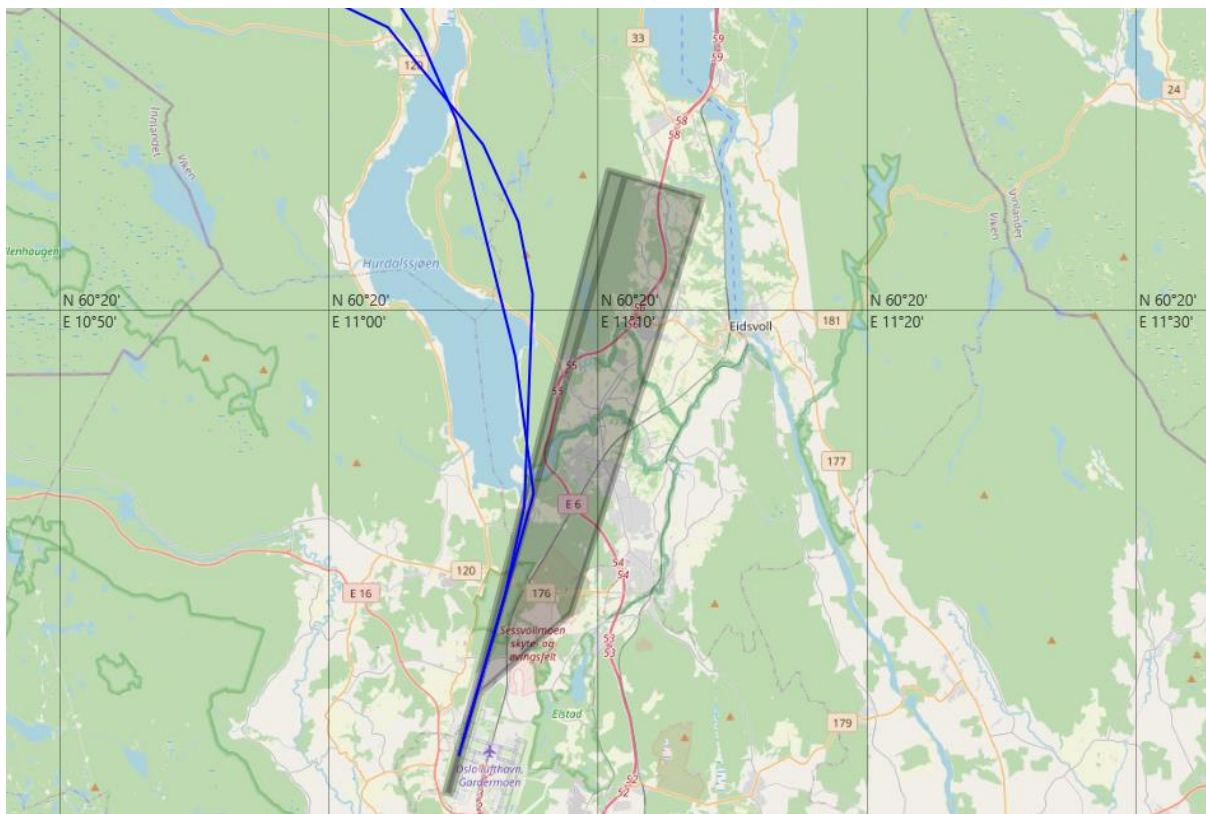 33
59
59
120
24
Innlandet
Viken
58
58
Innlandet
Viken
Hurdalssjøen
N 60°20'
N 60°20'
N 60°20'
N 60°20'
N 60°20'
E 10°50'
E 11°00'
E 11°10'
E 11°20'
E 11°30'
56
Eidsvoll
181
55
55
177
E 6
54
54
120
176
E 16
53
53
Sessvollmoen
skyte- og
øvingsfelt
Elstad
179
Oslo lufthavn,
Gardermoen
52
52